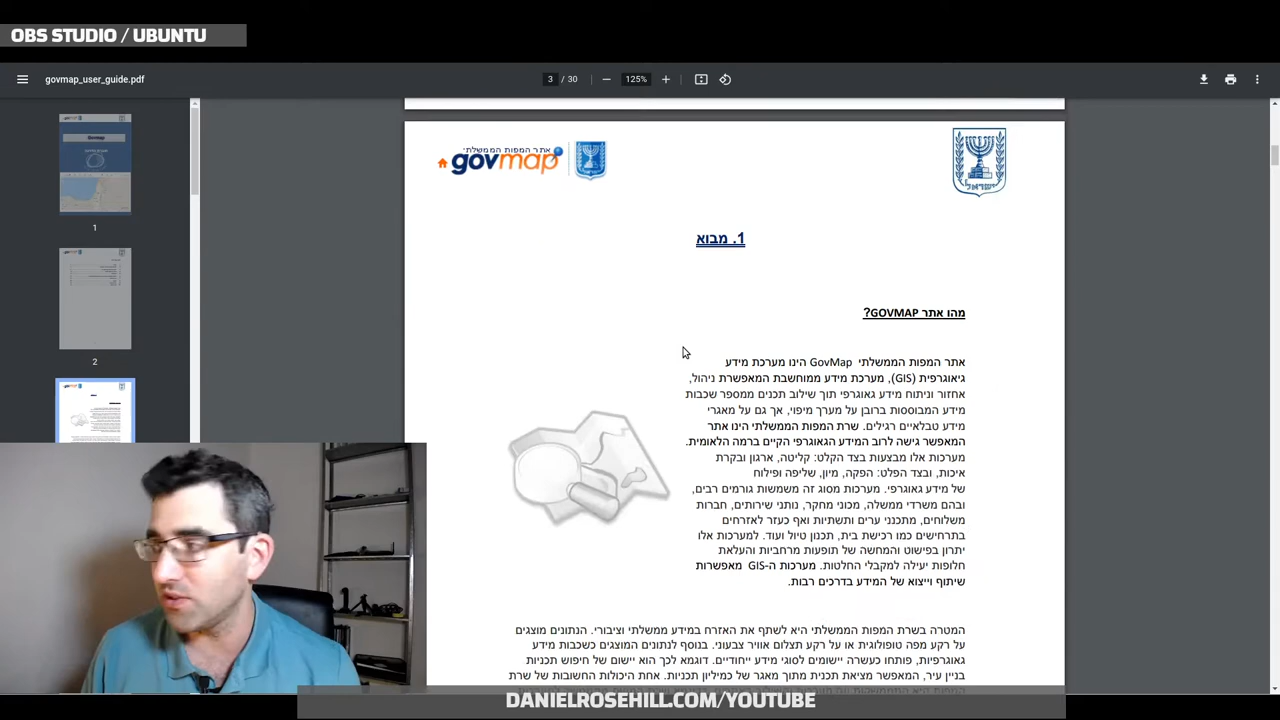 OBS STUDIO / UBUNTU
govmap_user_guide.pdf
3 / 30
125%
1
2
אתר המפות הממשלתי
govmap
1. מבוא
מהו אתר GOVMAP?
אתר המפות הממשלתי GovMap הינו מערכת מידע
גיאוגרפית (GIS), מערכת מידע ממוחשבת המאפשרת ניהול,
אחזור וניתוח מידע גאוגרפי תוך שילוב תכנים ממספר שכבות
מידע המבוססות ברובן על מערך מיפוי, אך גם על מאגרי
מידע טבלאיים רגילים. שרת המפות הממשלתי הינו אתר
המאפשר גישה לרוב המידע הגאוגרפי הקיים ברמה הלאומית.
מערכות אלו מבצעות בצד הקלט: קליטה, ארגון ובקרת
איכות, ובצד הפלט: הפקה, מיון, שליפה ופילוח
של מידע גאוגרפי. מערכות מסוג זה משמשות גורמים רבים,
ובהם משרדי ממשלה, מכוני מחקר, נותני שירותים, חברות
משלוחים, מתכנני ערים ותשתיות ואף כעזר לאזרחים
בתרחישים כמו רכישת בית, תכנון טיול ועוד. למערכות אלו
יתרון בפישוט והמחשה של תופעות מרחביות והעלאת
חלופות יעילה למקבלי החלטות. מערכות ה-GIS מאפשרות
שיתוף וייצוא של המידע בדרכים רבות.
המטרה בשרת המפות הממשלתי היא לשתף את האזרח במידע ממשלתי וציבורי. הנתונים מוצגים
על רקע מפה טופולוגית או על רקע תצלום אוויר צבעוני. בנוסף לנתונים המוצגים כשכבות מידע
גאוגרפיות, פותחו כעשרה יישומים לסוגי מידע ייחודיים. דוגמא לכך הוא יישום של חיפוש תכניות
בניין עיר, המאפשר מציאת תכנית מתוך מאגר של כמיליון תכניות. אחת היכולות החשובות של שרת
DANIELROSEHILL.COM/YOUTUBE